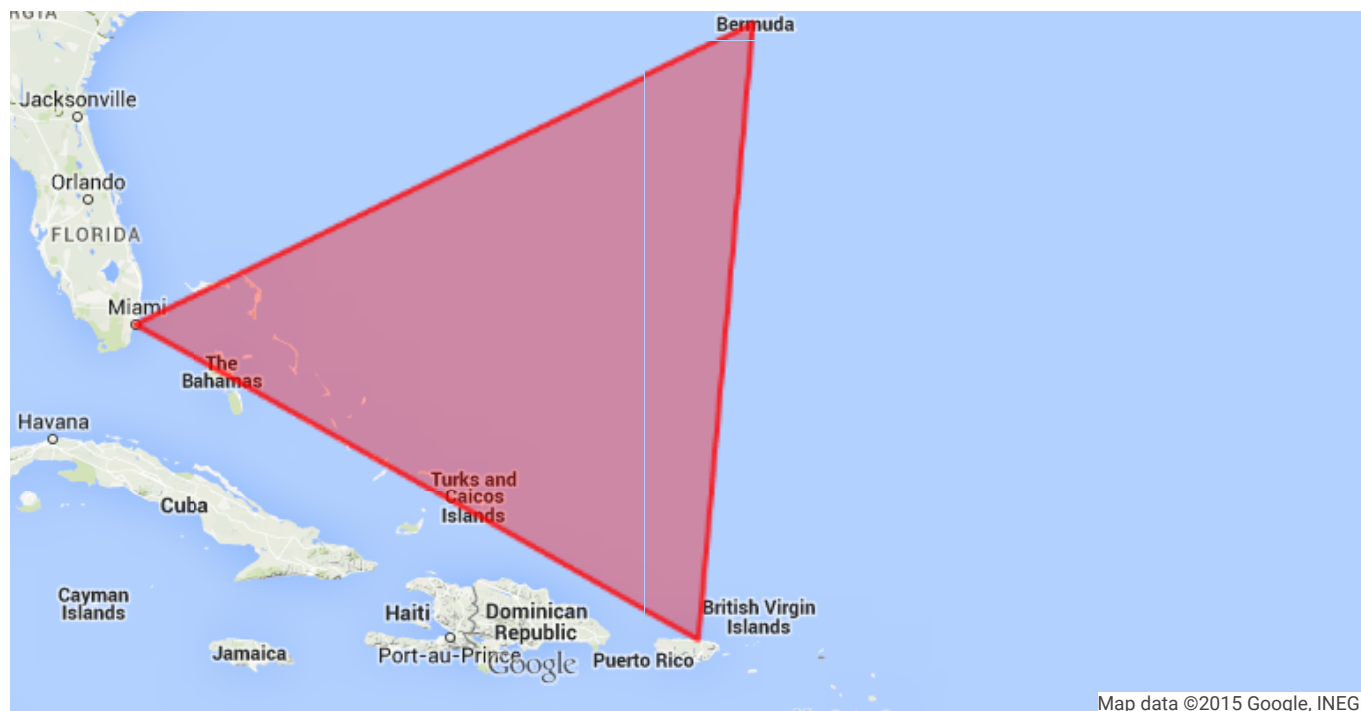 RGIA
Bermuda
Jacksonville
Orlando
FLORIDA
Miami
The
Bahamas
Havana
Turks and
Caicos
Islands
Cuba
Cayman
Islands
Haiti
Dominican
Republic
British Virgin
Islands
Jamaica
Port-au-Prince
Google
Puerto Rico
Map data ©2015 Google, INEG